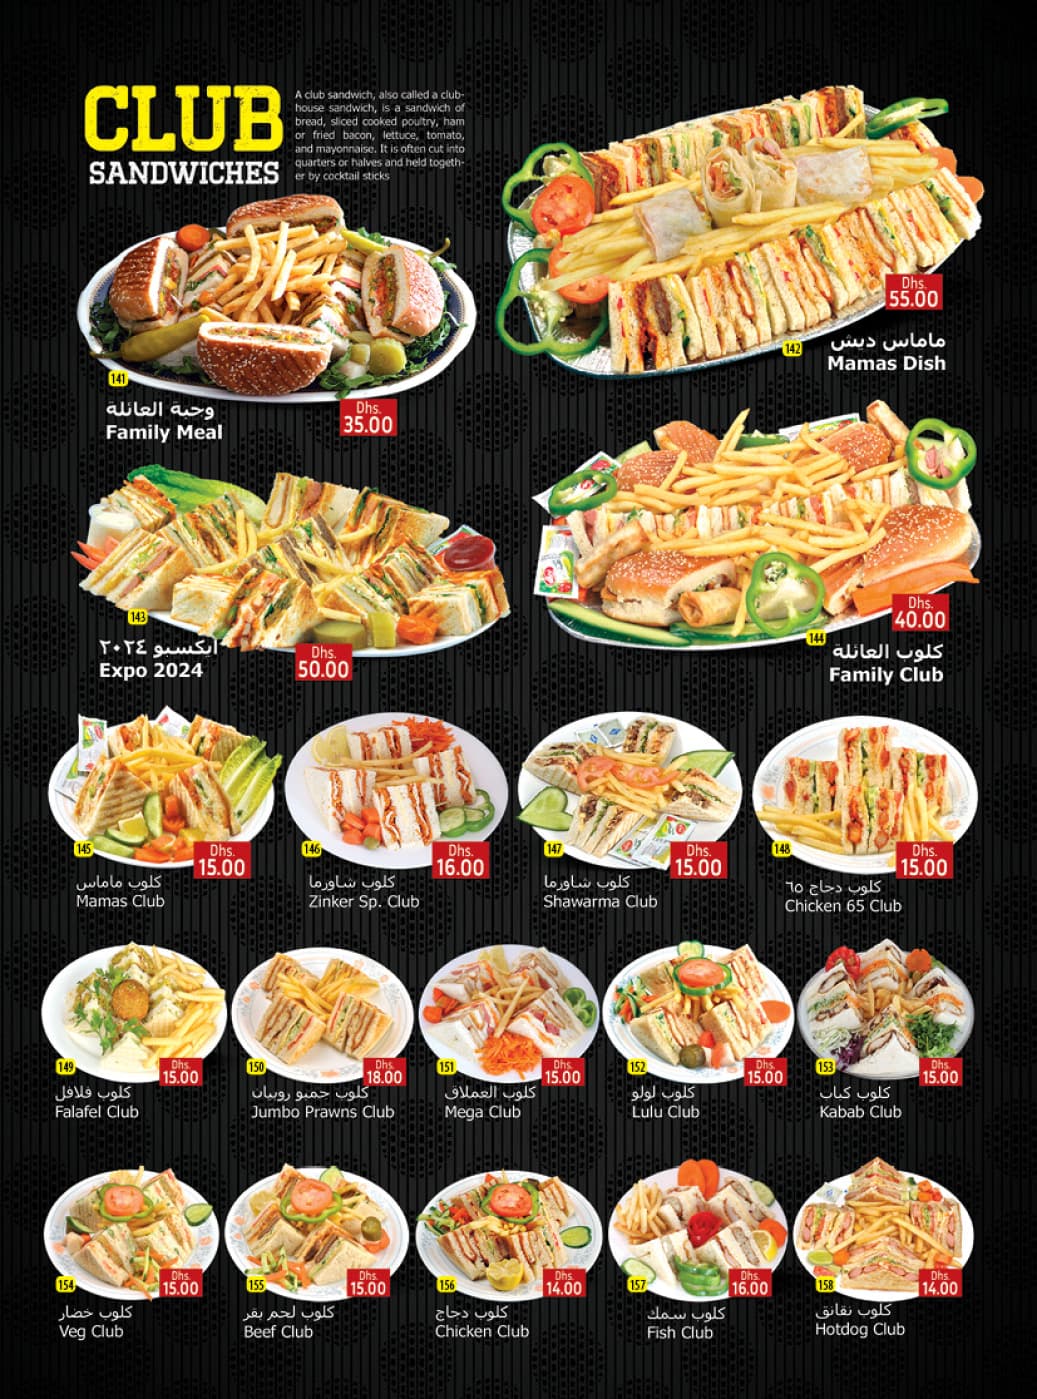 CLUB
SANDWICHES
A club sandwich, also called a club-
house sandwich, is a sandwich of
bread, sliced cooked poultry, ham
or fried bacon, lettuce, tomato,
and mayonnaise. It is often cut into
quarters or halves and held togeth-
er by cocktail sticks
141
وجبة العائلة
Family Meal
Dhs.
35.00
Dhs.
55.00
142
ماماس ديش
Mamas Dish
143
ايكسبو ٢٠٢٤
Expo 2024
Dhs.
50.00
Dhs.
40.00
144
كلوب العائلة
Family Club
145
Dhs.
15.00
كلوب ماماس
Mamas Club
146
Dhs.
16.00
كلوب شاورما
Zinker Sp. Club
147
Dhs.
15.00
كلوب شاورما
Shawarma Club
148
Dhs.
15.00
كلوب دجاج ٦٥
Chicken 65 Club
149
Dhs.
15.00
كلوب فلافل
Falafel Club
150
Dhs.
18.00
كلوب جمبو روبيان
Jumbo Prawns Club
151
Dhs.
15.00
كلوب العملاق
Mega Club
152
Dhs.
15.00
كلوب لولو
Lulu Club
153
Dhs.
15.00
كلوب كباب
Kabab Club
154
Dhs.
15.00
كلوب خضار
Veg Club
155
Dhs.
15.00
كلوب لحم بقر
Beef Club
156
Dhs.
14.00
كلوب دجاج
Chicken Club
157
Dhs.
16.00
كلوب سمك
Fish Club
158
Dhs.
14.00
كلوب نقانق
Hotdog Club